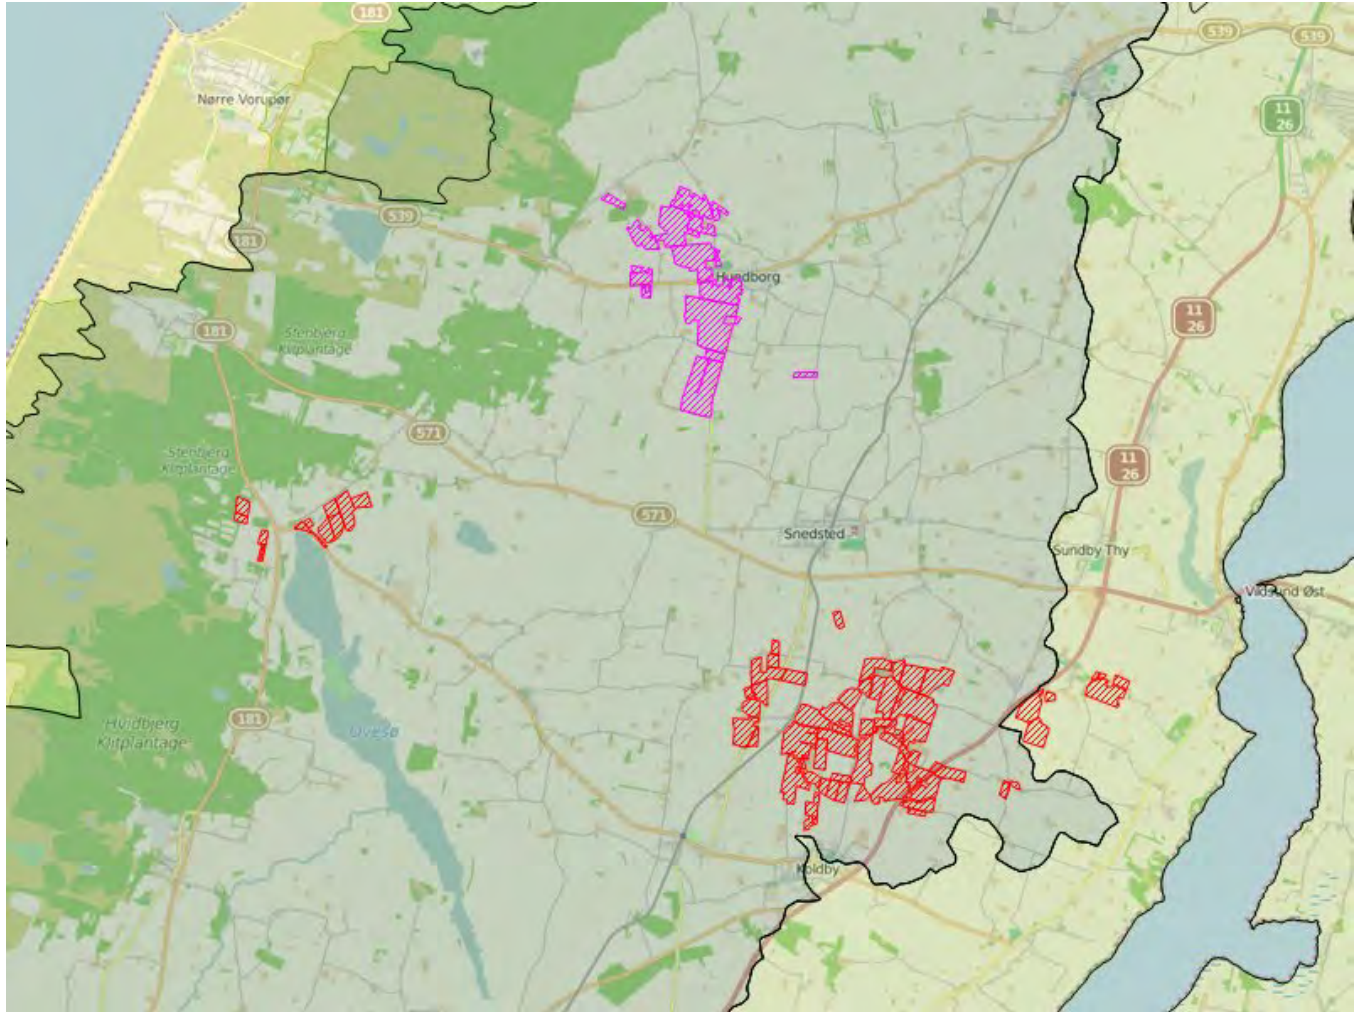 181
539
539
Nørre Vorupør
11
26
539
181
Hundborg
11
26
181
Stenbjerg
Klitplantage
571
Stenbjerg
Klitplantage
11
26
571
Snedsted
Sundby Thy
Vildsund Øst
181
Hvidbjerg
Klitplantage
Ovesø
Koldby